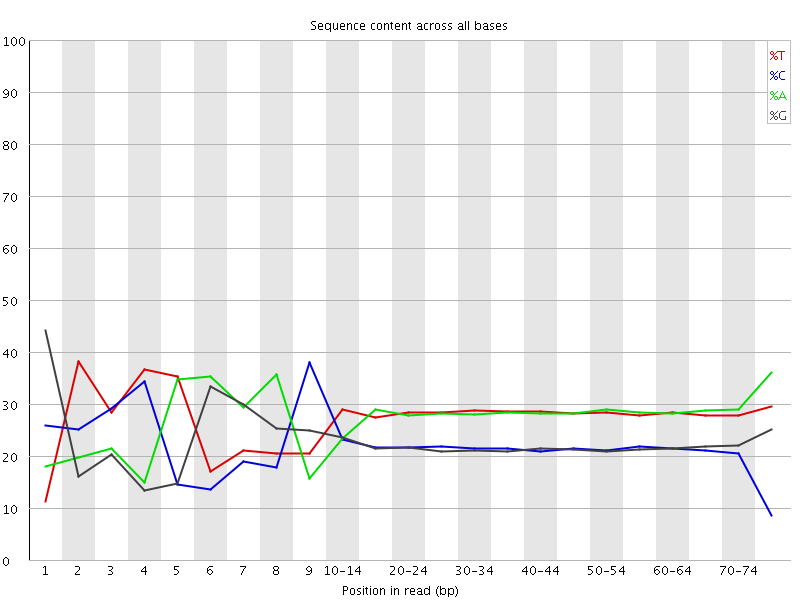 Sequence content across all bases
100
90
80
70
60
50
40
30
20
10
0
%T
%C
%A
%G
1 2 3 4 5 6 7 8 9 10-14 20-24 30-34 40-44 50-54 60-64 70-74
Position in read (bp)